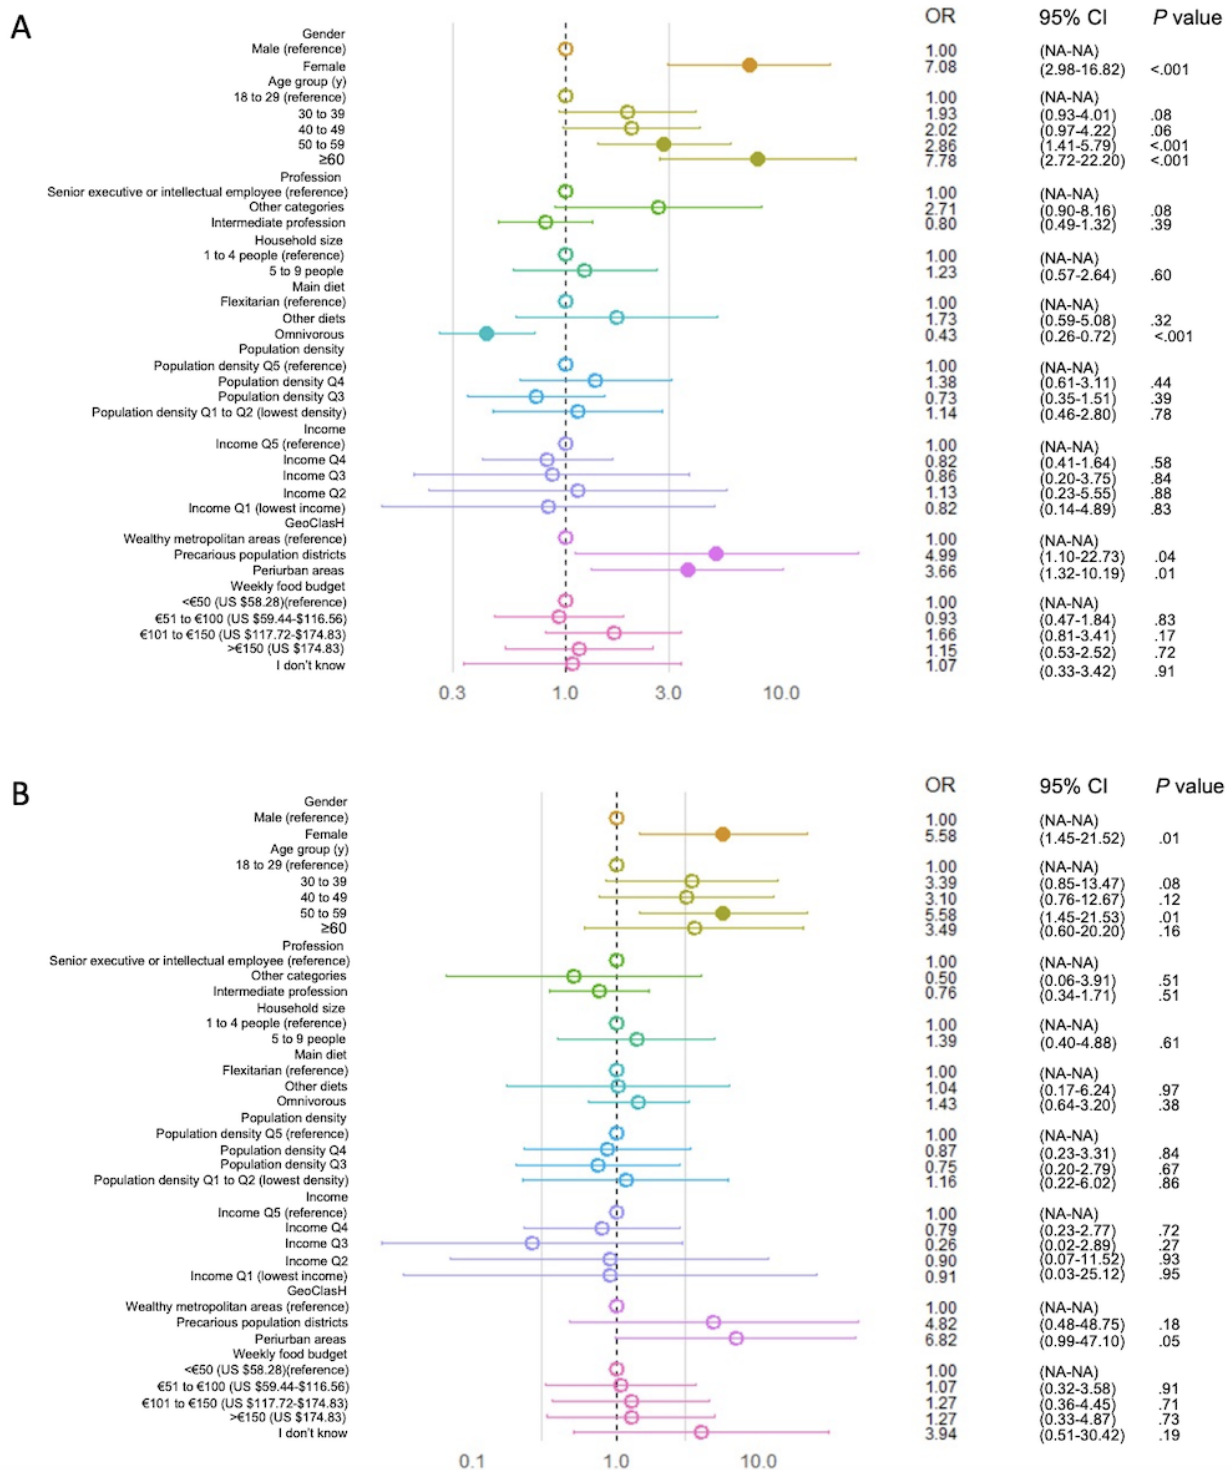 A
OR 95% CI P value
Gender
Male (reference) 1.00 (NA-NA)
Female 7.08 (2.98-16.82) <.001
Age group (y)
18 to 29 (reference) 1.00 (NA-NA)
30 to 39 1.93 (0.93-4.01) .08
40 to 49 2.02 (0.97-4.22) .06
50 to 59 2.86 (1.41-5.79) <.001
≥60 7.78 (2.72-22.20) <.001
Profession
Senior executive or intellectual employee (reference) 1.00 (NA-NA)
Other categories 2.71 (0.90-8.16) .08
Intermediate profession 0.80 (0.49-1.32) .39
Household size
1 to 4 people (reference) 1.00 (NA-NA)
5 to 9 people 1.23 (0.57-2.64) .60
Main diet
Flexitarian (reference) 1.00 (NA-NA)
Other diets 1.73 (0.59-5.08) .32
Omnivorous 0.43 (0.26-0.72) <.001
Population density
Population density Q5 (reference) 1.00 (NA-NA)
Population density Q4 1.38 (0.61-3.11) .44
Population density Q3 0.73 (0.35-1.51) .39
Population density Q1 to Q2 (lowest density) 1.14 (0.46-2.80) .78
Income
Income Q5 (reference) 1.00 (NA-NA)
Income Q4 0.82 (0.41-1.64) .58
Income Q3 0.86 (0.20-3.75) .84
Income Q2 1.13 (0.23-5.55) .88
Income Q1 (lowest income) 0.82 (0.14-4.89) .83
GeoClasH
Wealthy metropolitan areas (reference) 1.00 (NA-NA)
Precarious population districts 4.99 (1.10-22.73) .04
Periurban areas 3.66 (1.32-10.19) .01
Weekly food budget
<€50 (US $58.28)(reference) 1.00 (NA-NA)
€51 to €100 (US $59.44-$116.56) 0.93 (0.47-1.84) .83
€101 to €150 (US $117.72-$174.83) 1.66 (0.81-3.41) .17
>€150 (US $174.83) 1.15 (0.53-2.52) .72
I don't know 1.07 (0.33-3.42) .91
0.3 1.0 3.0 10.0
B
OR 95% CI P value
Gender
Male (reference) 1.00 (NA-NA)
Female 5.58 (1.45-21.52) .01
Age group (y)
18 to 29 (reference) 1.00 (NA-NA)
30 to 39 3.39 (0.85-13.47) .08
40 to 49 3.10 (0.76-12.67) .12
50 to 59 5.58 (1.45-21.53) .01
≥60 3.49 (0.60-20.20) .16
Profession
Senior executive or intellectual employee (reference) 1.00 (NA-NA)
Other categories 0.50 (0.06-3.91) .51
Intermediate profession 0.76 (0.34-1.71) .51
Household size
1 to 4 people (reference) 1.00 (NA-NA)
5 to 9 people 1.39 (0.40-4.88) .61
Main diet
Flexitarian (reference) 1.00 (NA-NA)
Other diets 1.04 (0.17-6.24) .97
Omnivorous 1.43 (0.64-3.20) .38
Population density
Population density Q5 (reference) 1.00 (NA-NA)
Population density Q4 0.87 (0.23-3.31) .84
Population density Q3 0.75 (0.20-2.79) .67
Population density Q1 to Q2 (lowest density) 1.16 (0.22-6.02) .86
Income
Income Q5 (reference) 1.00 (NA-NA)
Income Q4 0.79 (0.23-2.77) .72
Income Q3 0.26 (0.02-2.89) .27
Income Q2 0.90 (0.07-11.52) .93
Income Q1 (lowest income) 0.91 (0.03-25.12) .95
GeoClasH
Wealthy metropolitan areas (reference) 1.00 (NA-NA)
Precarious population districts 4.82 (0.48-48.75) .18
Periurban areas 6.82 (0.99-47.10) .05
Weekly food budget
<€50 (US $58.28)(reference) 1.00 (NA-NA)
€51 to €100 (US $59.44-$116.56) 1.07 (0.32-3.58) .91
€101 to €150 (US $117.72-$174.83) 1.27 (0.36-4.45) .71
>€150 (US $174.83) 1.27 (0.33-4.87) .73
I don't know 3.94 (0.51-30.42) .19
0.1 1.0 10.0